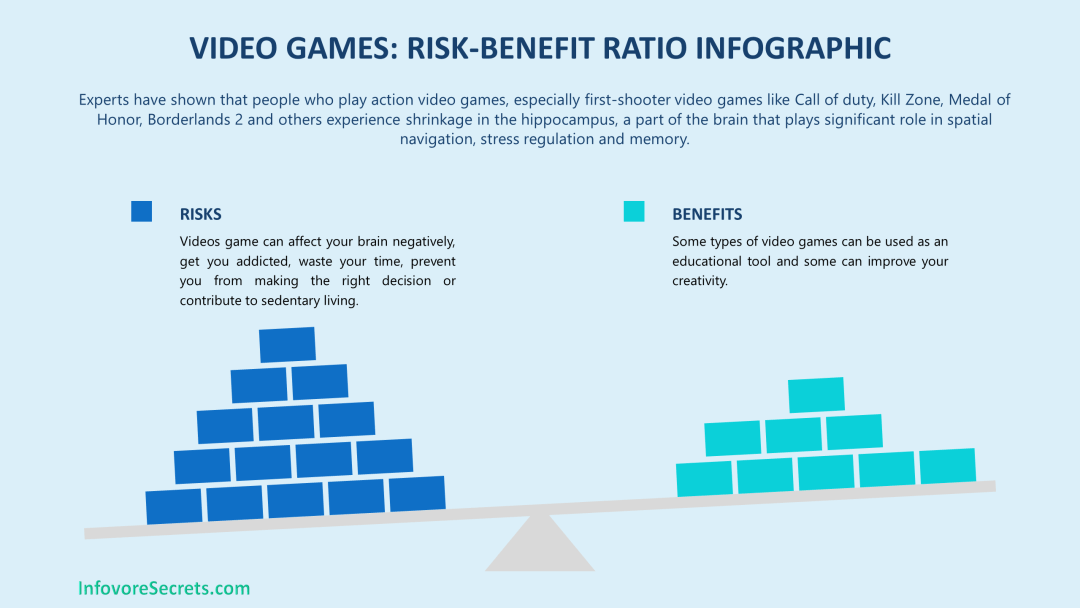 VIDEO GAMES: RISK-BENEFIT RATIO INFOGRAPHIC
Experts have shown that people who play action video games, especially first-shooter video games like Call of duty, Kill Zone, Medal of
Honor, Borderlands 2 and others experience shrinkage in the hippocampus, a part of the brain that plays significant role in spatial
navigation, stress regulation and memory.
RISKS
Videos game can affect your brain negatively,
get you addicted, waste your time, prevent
you from making the right decision or
contribute to sedentary living.
BENEFITS
Some types of video games can be used as an
educational tool and some can improve your
creativity.
InfovoreSecrets.com